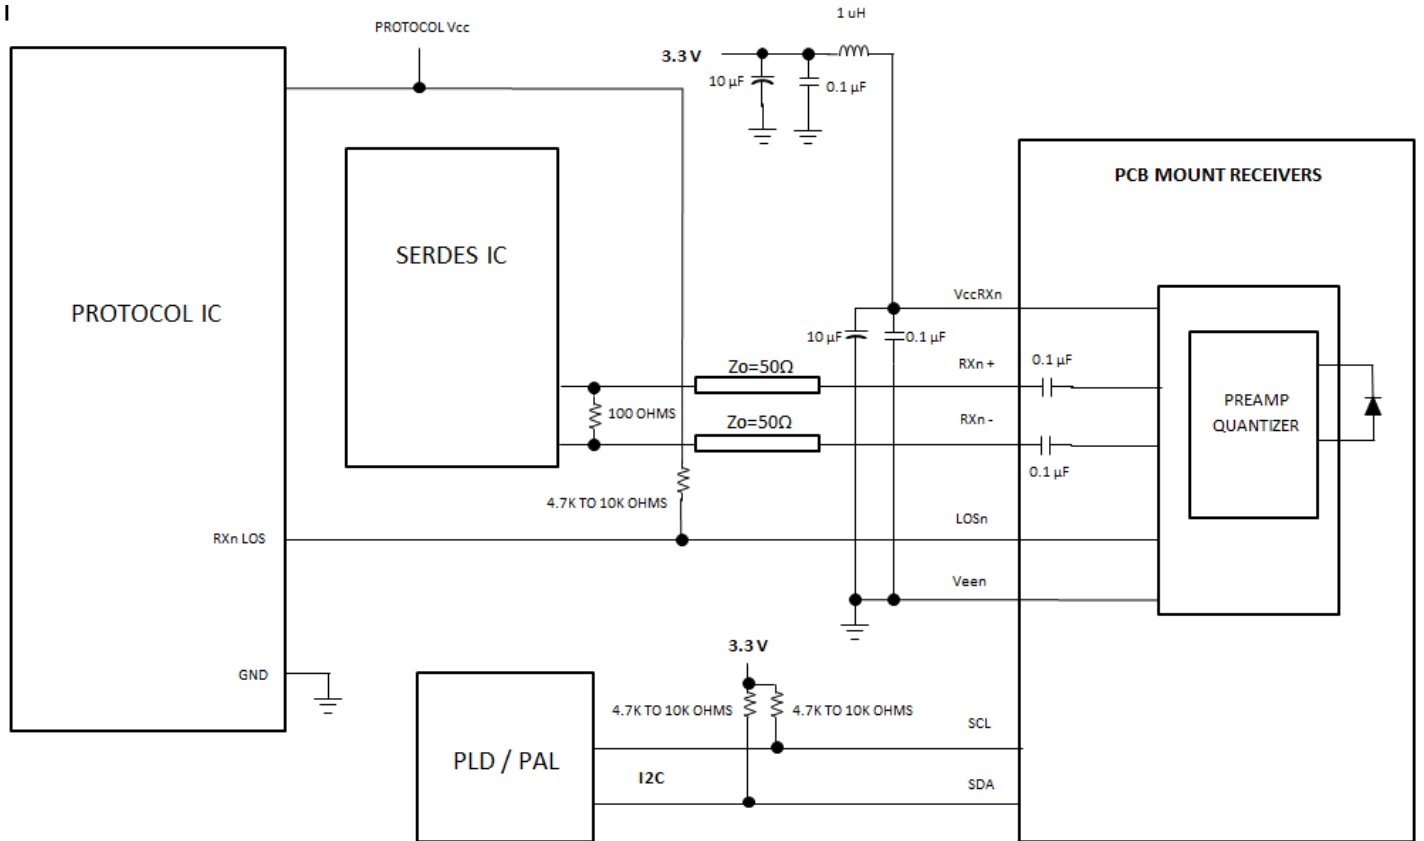 PROTOCOL Vcc
1 uH
3.3 V
10 µF
0.1 µF
PCB MOUNT RECEIVERS
SERDES IC
PROTOCOL IC
VccRXn
10 µF
0.1 µF
Zo=50Ω
RXn +
0.1 µF
100 OHMS
PREAMP
QUANTIZER
Zo=50Ω
RXn -
0.1 µF
4.7K TO 10K OHMS
RXn LOS
LOSn
Veen
3.3 V
GND
4.7K TO 10K OHMS
4.7K TO 10K OHMS
SCL
PLD / PAL
I2C
SDA